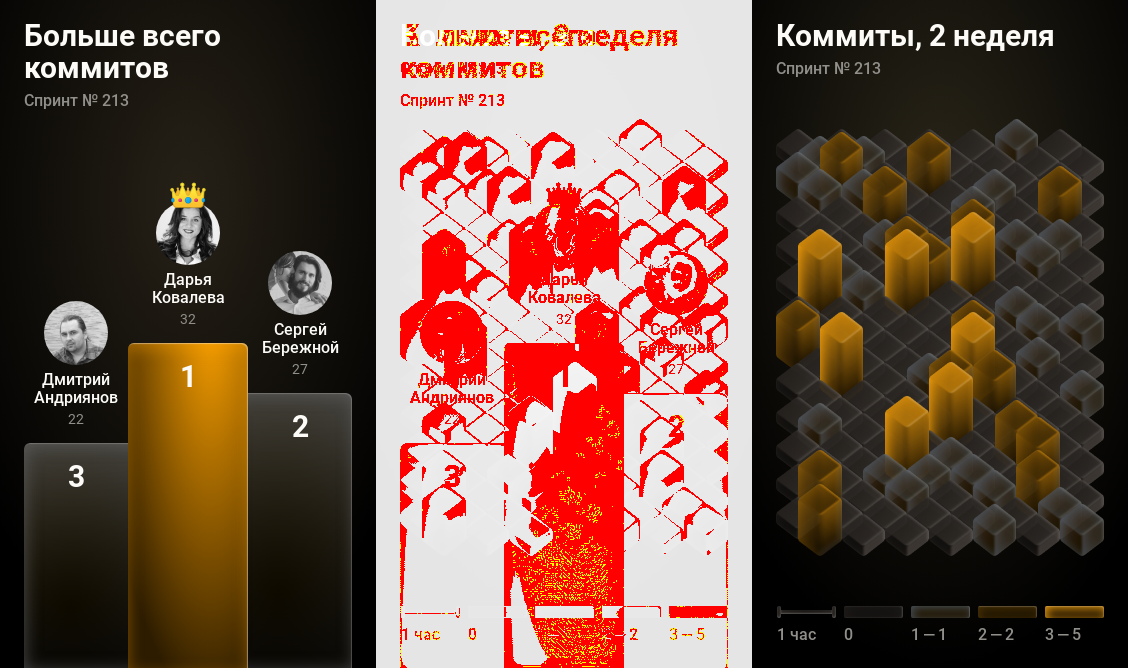 Больше всего
коммитов
Спринт № 213
Дарья
Ковалева
32
Сергей
Бережной
27
Дмитрий
Андриянов
22
1
2
3
коммитов
Спринт № 213
Дарья
Ковалева
32
Сергей
Бережной
27
Дмитрий
Андриянов
2
3
1 час
0
2
3 – 5
Коммиты, 2 неделя
Спринт № 213
1 час
0
1 – 1
2 – 2
3 – 5